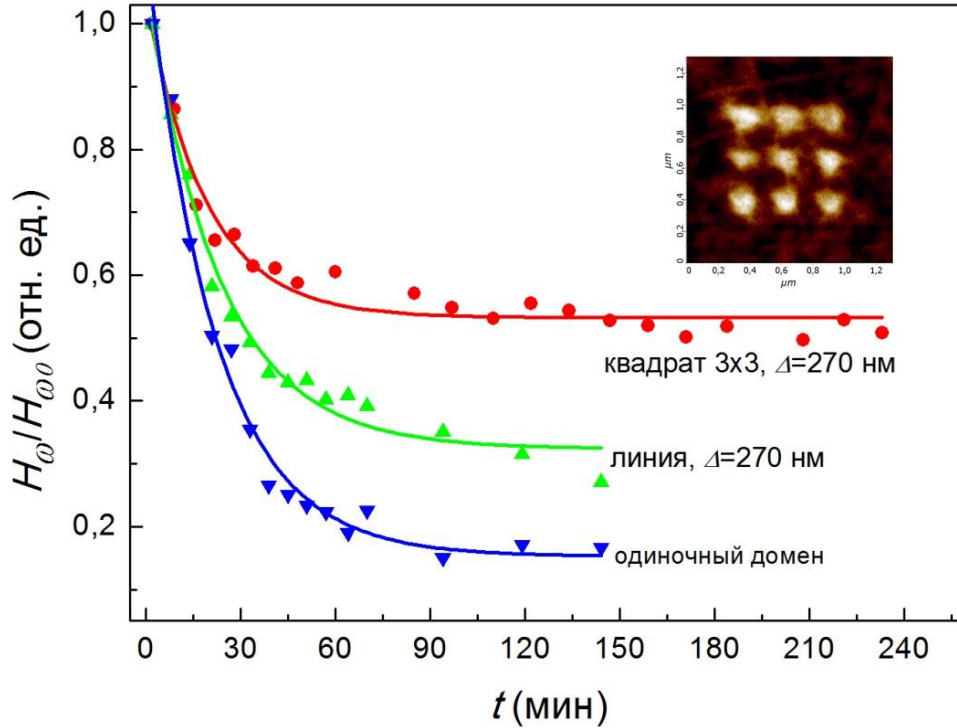 H_ω/H_ω0 (отн. ед.)
1,0
0,8
0,6
0,4
0,2
0 30 60 90 120 150 180 210 240
t (мин)
квадрат 3x3, Δ=270 нм
линия, Δ=270 нм
одиночный домен
μm
1,2
1,0
0,8
0,6
0,4
0,2
0
0 0,2 0,4 0,6 0,8 1,0 1,2
μm